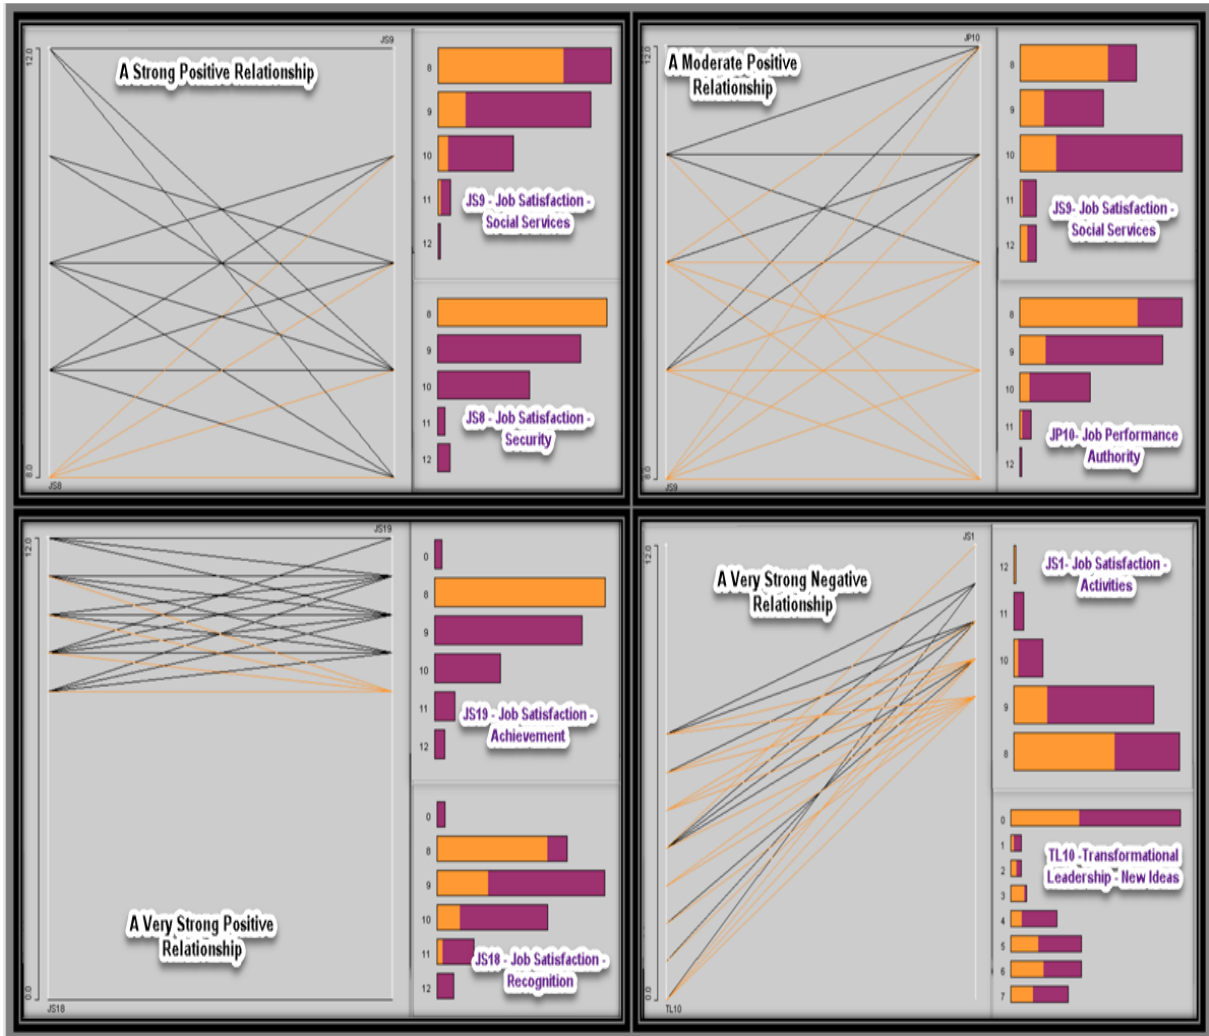 JS9
12.0
A Strong Positive Relationship
8.0
JS8
8
9
10
11
12
JS9 - Job Satisfaction -
Social Services
8
9
10
11
12
JS8 - Job Satisfaction -
Security
JP10
12.0
A Moderate Positive
Relationship
8.0
JS9
8
9
10
11
12
JS9- Job Satisfaction -
Social Services
8
9
10
11
12
JP10- Job Performance
Authority
JS19
12.0
A Very Strong Positive
Relationship
0.0
JS18
0
8
9
10
11
12
JS19 - Job Satisfaction -
Achievement
0
8
9
10
11
12
JS18 - Job Satisfaction -
Recognition
JS1
12.0
A Very Strong Negative
Relationship
0.0
TL10
12
11
10
9
8
JS1- Job Satisfaction -
Activities
0
1
2
3
4
5
6
7
TL10 -Transformational
Leadership - New Ideas